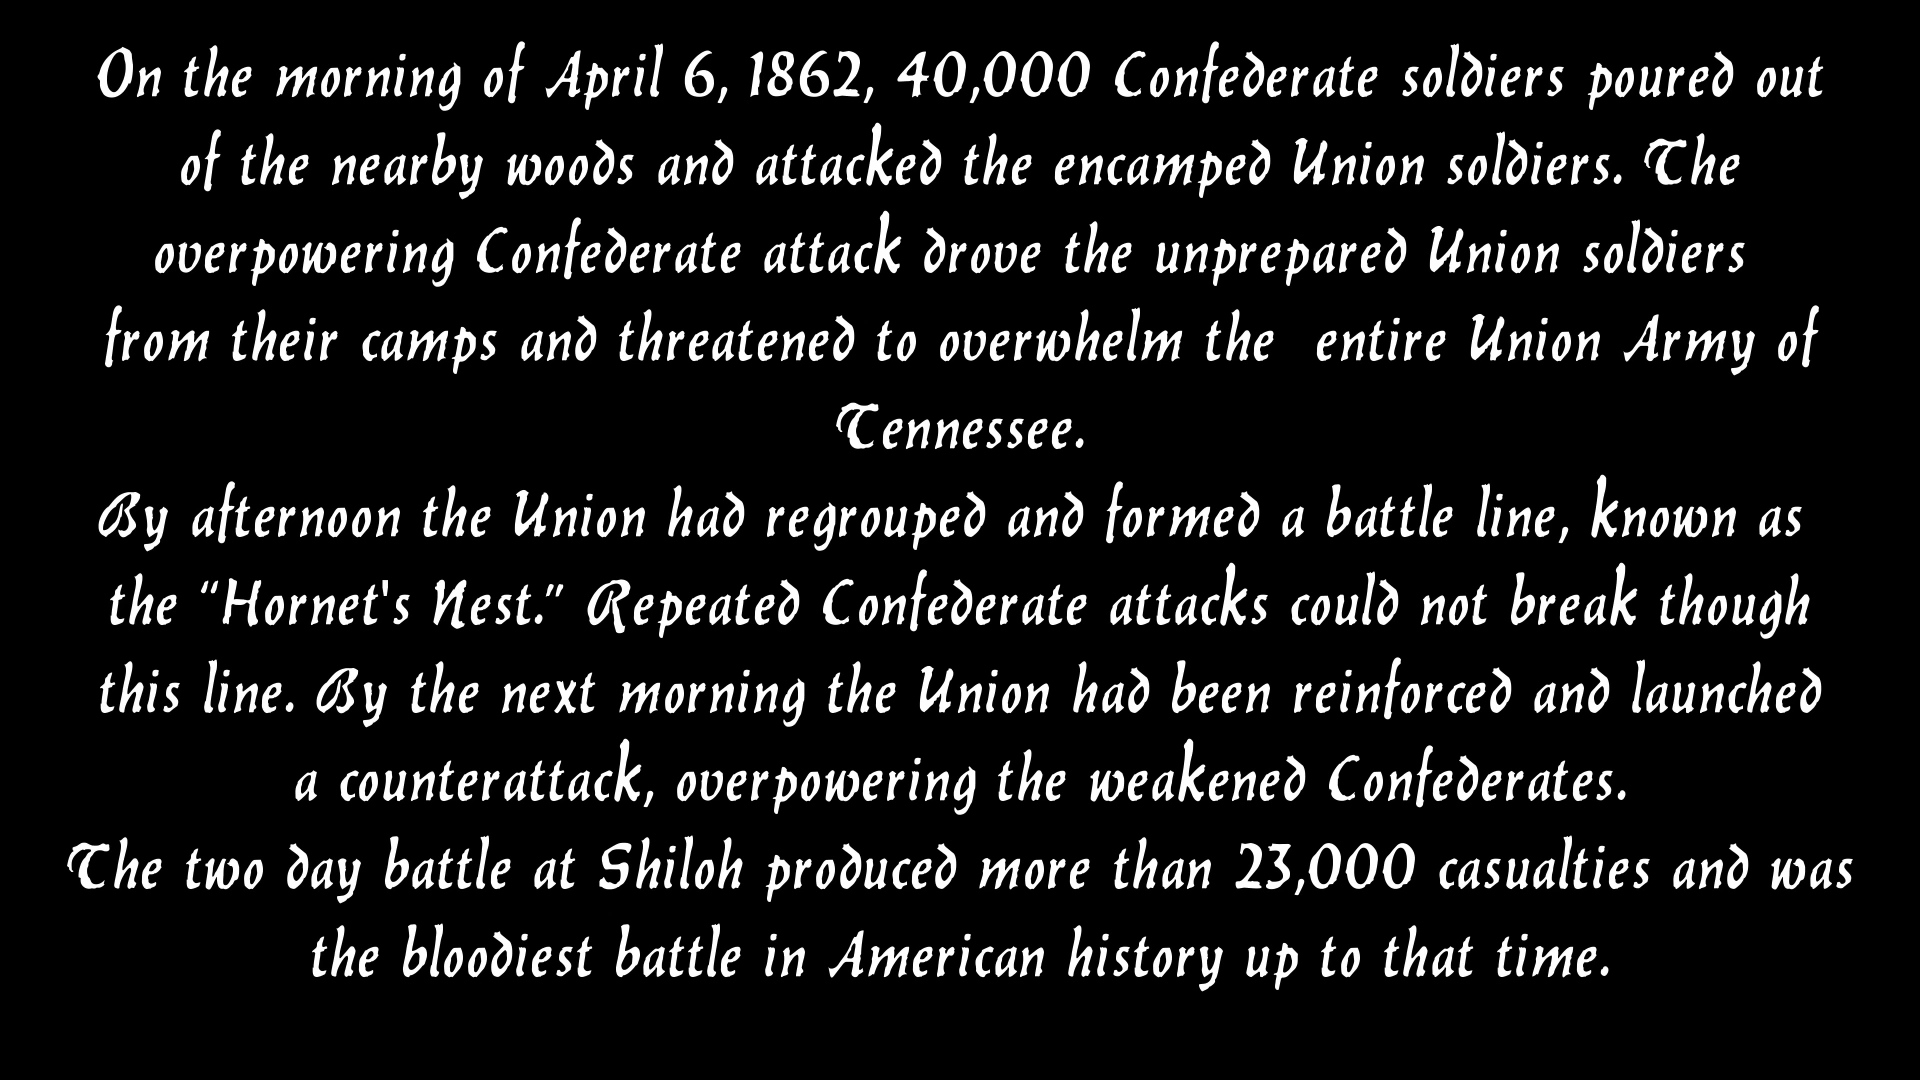 On the morning of April 6, 1862, 40,000 Confederate soldiers poured out
of the nearby woods and attacked the encamped Union soldiers. The
overpowering Confederate attack drove the unprepared Union soldiers
from their camps and threatened to overwhelm the  entire Union Army of
Tennessee.
By afternoon the Union had regrouped and formed a battle line, known as
the “Hornet's Nest.” Repeated Confederate attacks could not break though
this line. By the next morning the Union had been reinforced and launched
a counterattack, overpowering the weakened Confederates.
The two day battle at Shiloh produced more than 23,000 casualties and was
the bloodiest battle in American history up to that time.